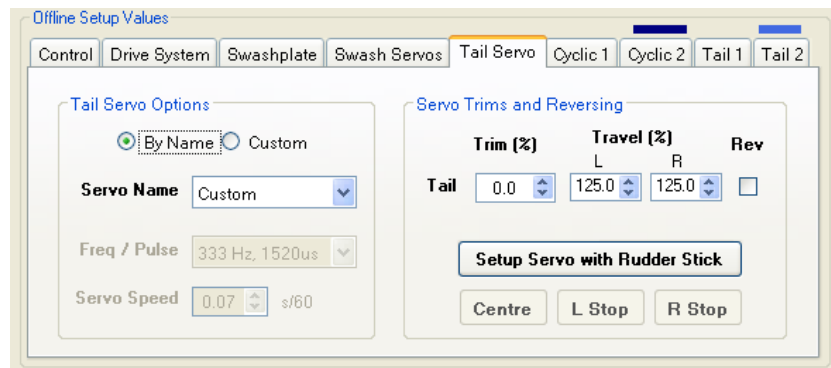 Offline Setup Values
Control Drive System Swashplate Swash Servos Tail Servo Cyclic 1 Cyclic 2 Tail 1 Tail 2
Tail Servo Options
By Name Custom
Servo Name Custom
Freq / Pulse 333 Hz, 1520us
Servo Speed 0.07 s/60
Servo Trims and Reversing
Trim (%) Travel (%) Rev
L R
Tail 0.0 125.0 125.0
Setup Servo with Rudder Stick
Centre L Stop R Stop